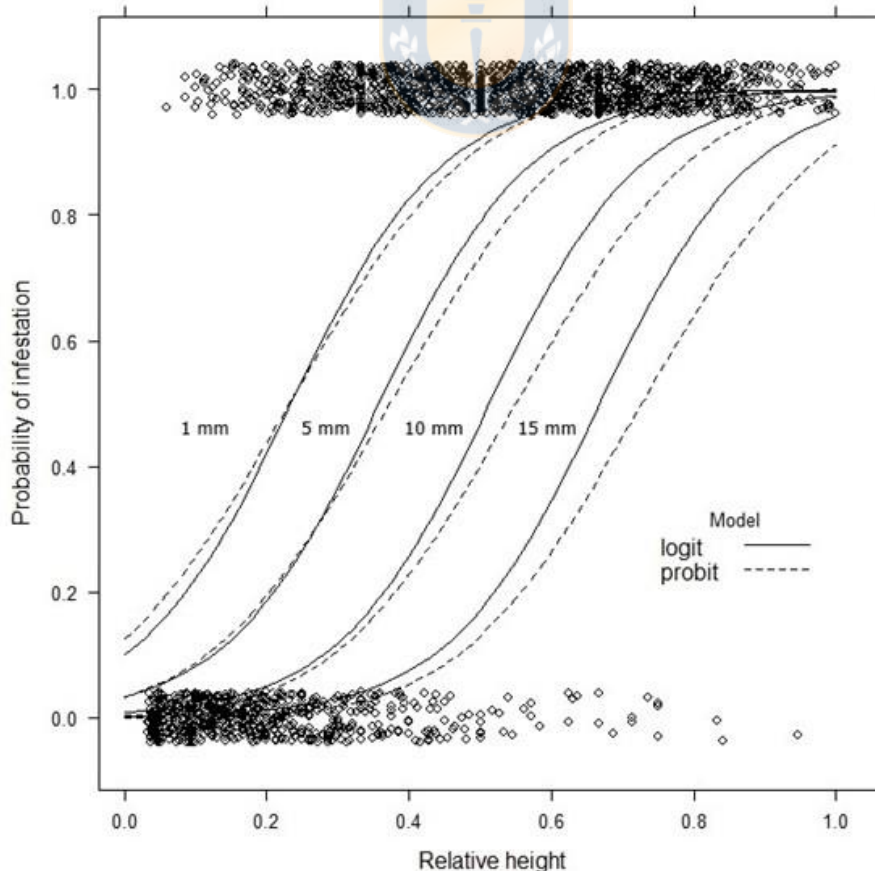 Probability of infestation
1.0
0.8
0.6
0.4
0.2
0.0
1 mm
5 mm
10 mm
15 mm
Model
logit
probit
0.0
0.2
0.4
0.6
0.8
1.0
Relative height